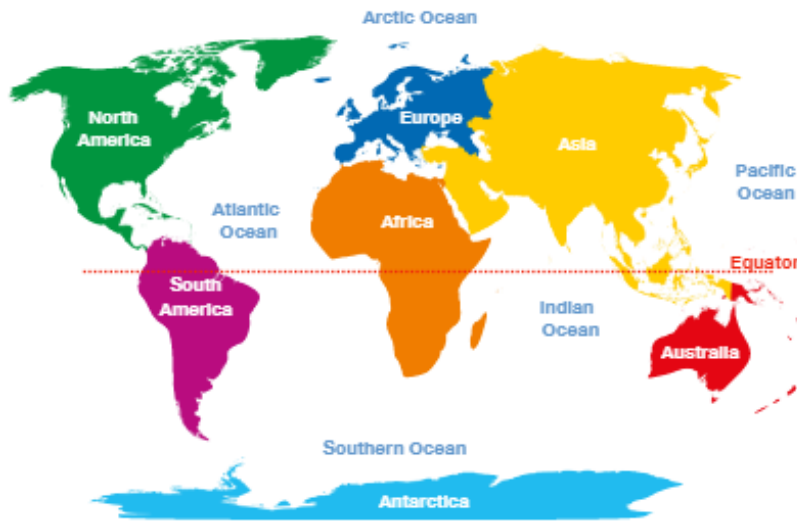 Arctic Ocean
North
America
Europe
Asia
Pacific
Ocean
Atlantic
Ocean
Africa
Equator
South
America
Indian
Ocean
Australia
Southern Ocean
Antarctica